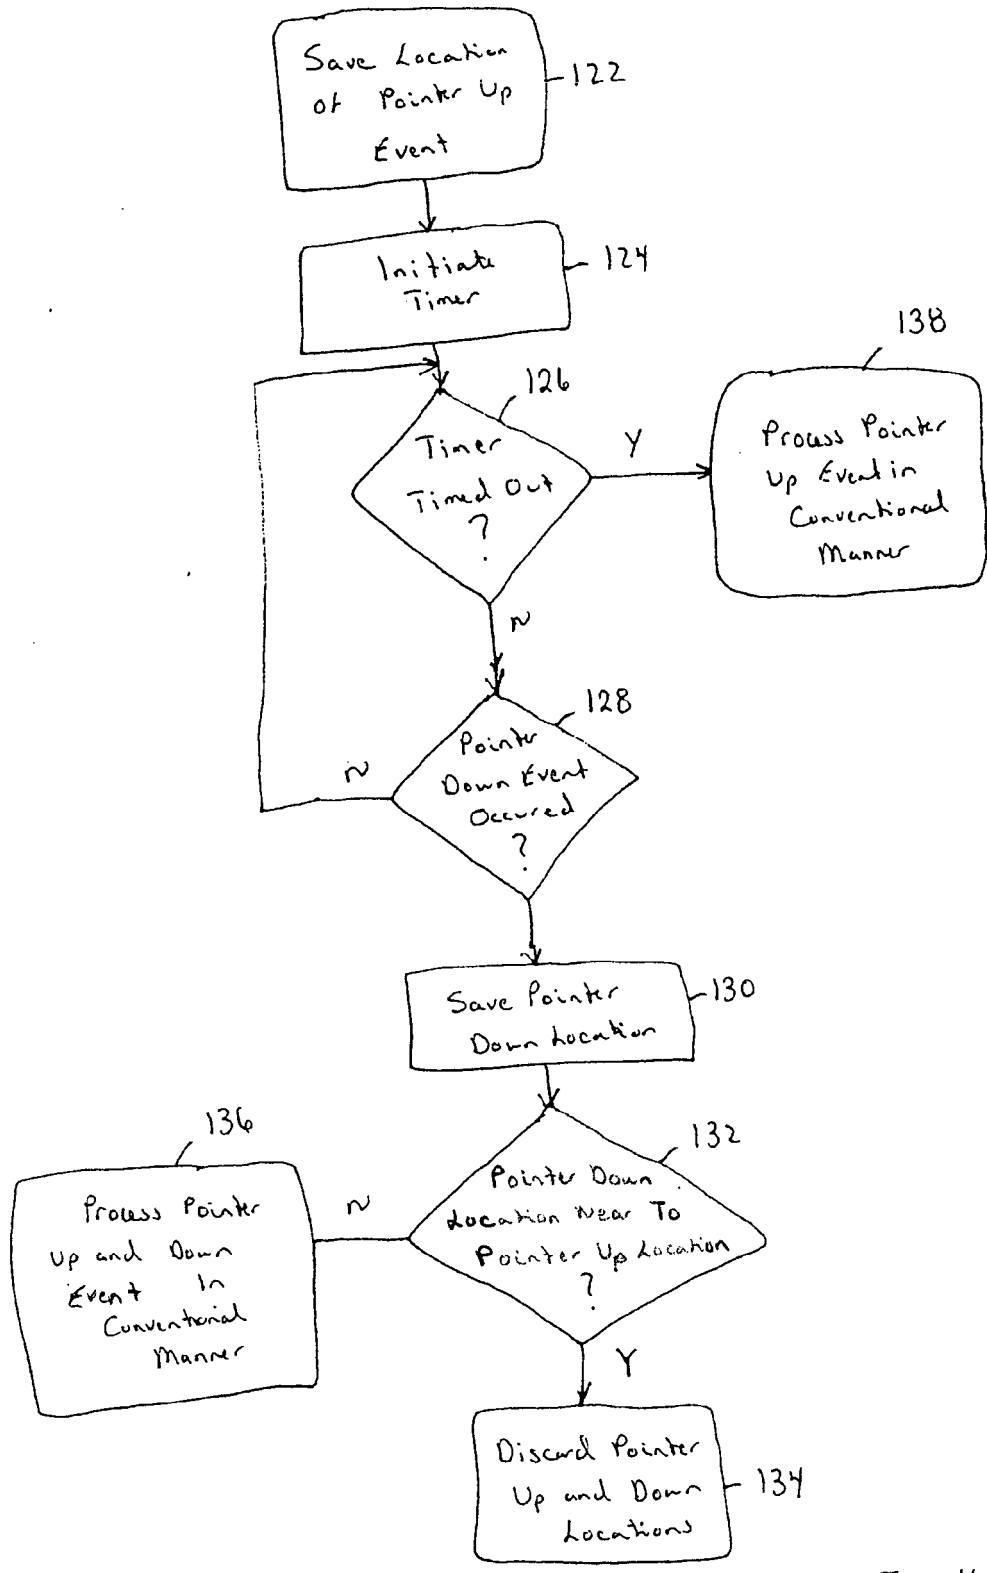 Save Location
of Pointer Up
Event
122
Initiate
Timer
124
126
Timer
Timed Out
?
Y
138
Process Pointer
Up Event in
Conventional
Manner
N
128
Pointer
Down Event
Occured
?
N
Save Pointer
Down Location
130
132
Pointer Down
Location Near To
Pointer Up Location
?
N
136
Process Pointer
Up and Down
Event In
Conventional
Manner
Y
Discard Pointer
Up and Down
Locations
134